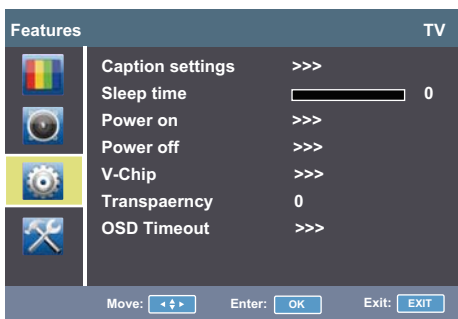 Features TV
Caption settings >>>
Sleep time 0
Power on >>>
Power off >>>
V-Chip >>>
Transpaerncy 0
OSD Timeout >>>
Move: Enter: OK Exit: EXIT